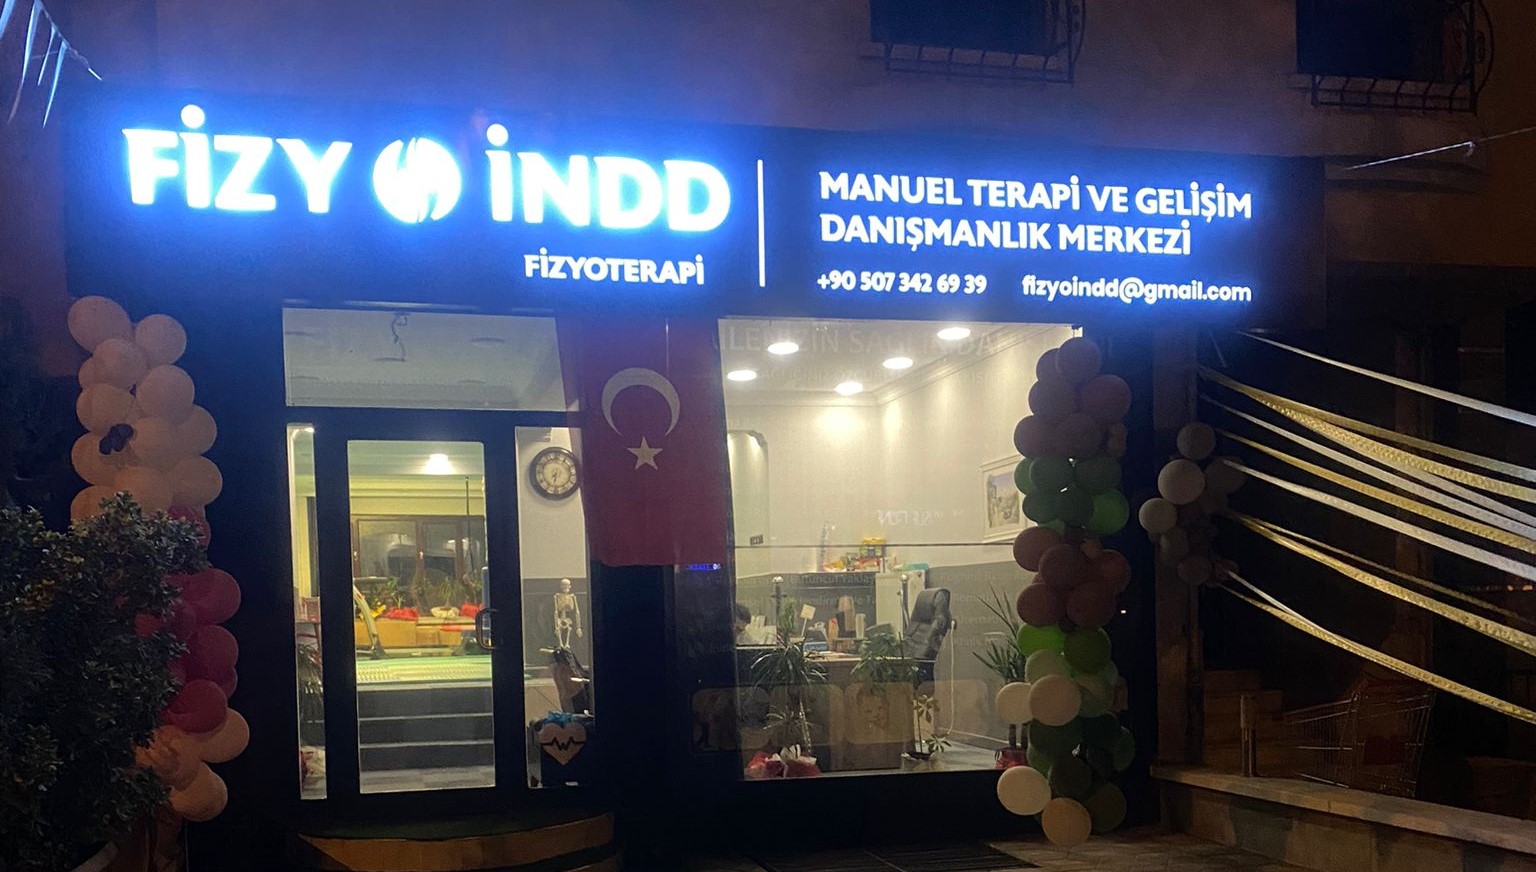 FİZY İNDD
FİZYOTERAPİ
MANUEL TERAPİ VE GELİŞİM
DANIŞMANLIK MERKEZİ
+90 507 342 69 39 fizyoindd@gmail.com